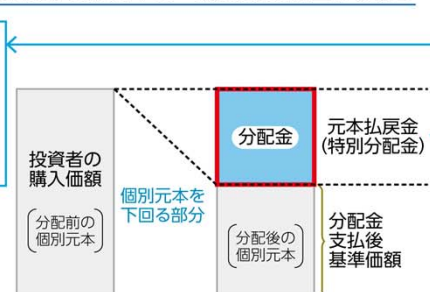 投資者の
購入価額
(分配前の
個別元本)
個別元本を
下回る部分
分配金
(分配後の
個別元本)
元本払戻金
(特別分配金)
分配金
支払後
基準価額